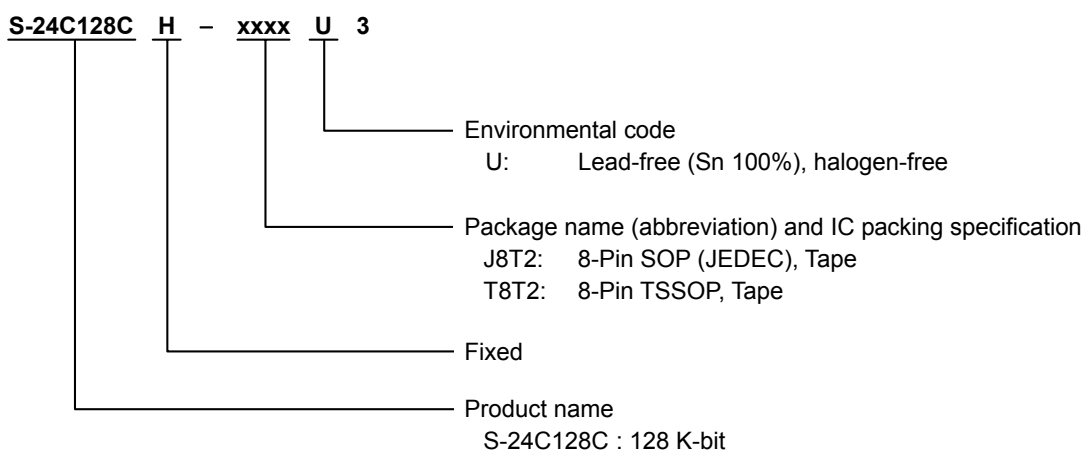 S-24C128C H – xxxx U 3
Environmental code
U: Lead-free (Sn 100%), halogen-free
Package name (abbreviation) and IC packing specification
J8T2: 8-Pin SOP (JEDEC), Tape
T8T2: 8-Pin TSSOP, Tape
Fixed
Product name
S-24C128C : 128 K-bit